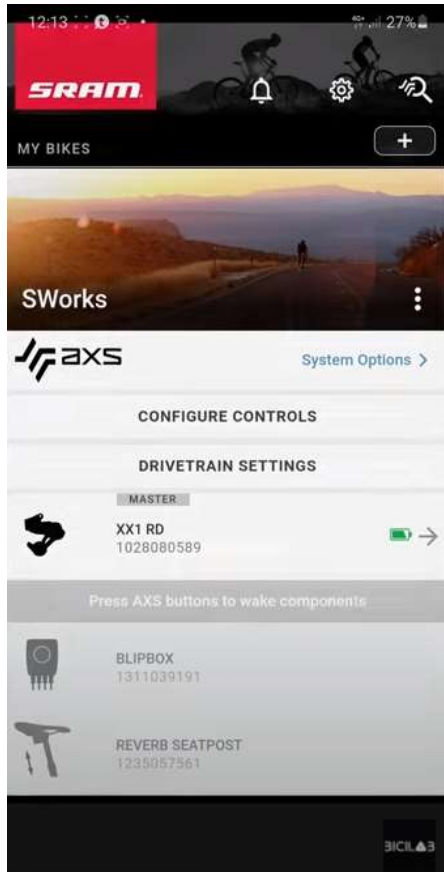 12:13
27%
SRAM
MY BIKES
+
SWorks
axs
System Options >
CONFIGURE CONTROLS
DRIVETRAIN SETTINGS
MASTER
XX1 RD
1028080589
Press AXS buttons to wake components
BLIPBOX
1311039191
REVERB SEATPOST
1235057561
BICILAB